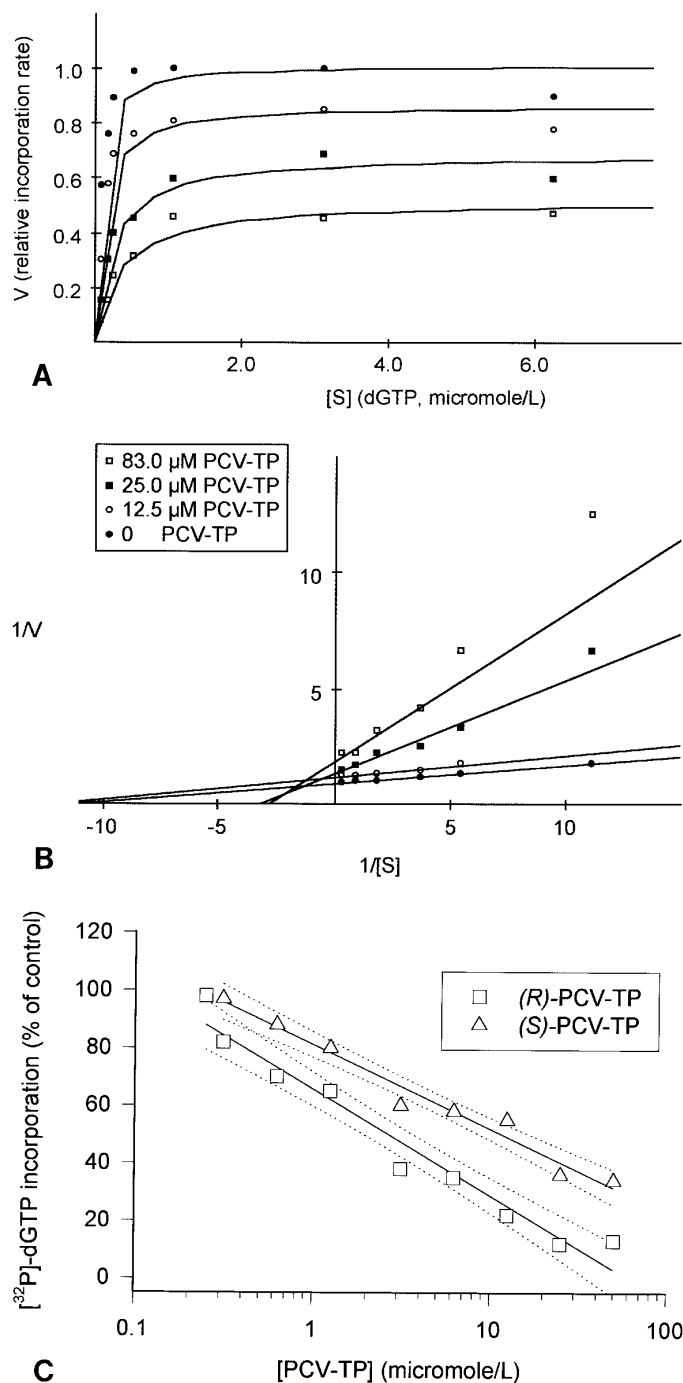 V (relative incorporation rate)
1.0
0.8
0.6
0.4
0.2
2.0
4.0
6.0
[S] (dGTP, micromole/L)
A
83.0 µM PCV-TP
25.0 µM PCV-TP
12.5 µM PCV-TP
0 PCV-TP
1/V
10
5
-10
-5
5
10
1/[S]
B
[³²P]-dGTP incorporation (% of control)
120
100
80
60
40
20
0
(R)-PCV-TP
(S)-PCV-TP
0.1
1
10
100
[PCV-TP] (micromole/L)
C